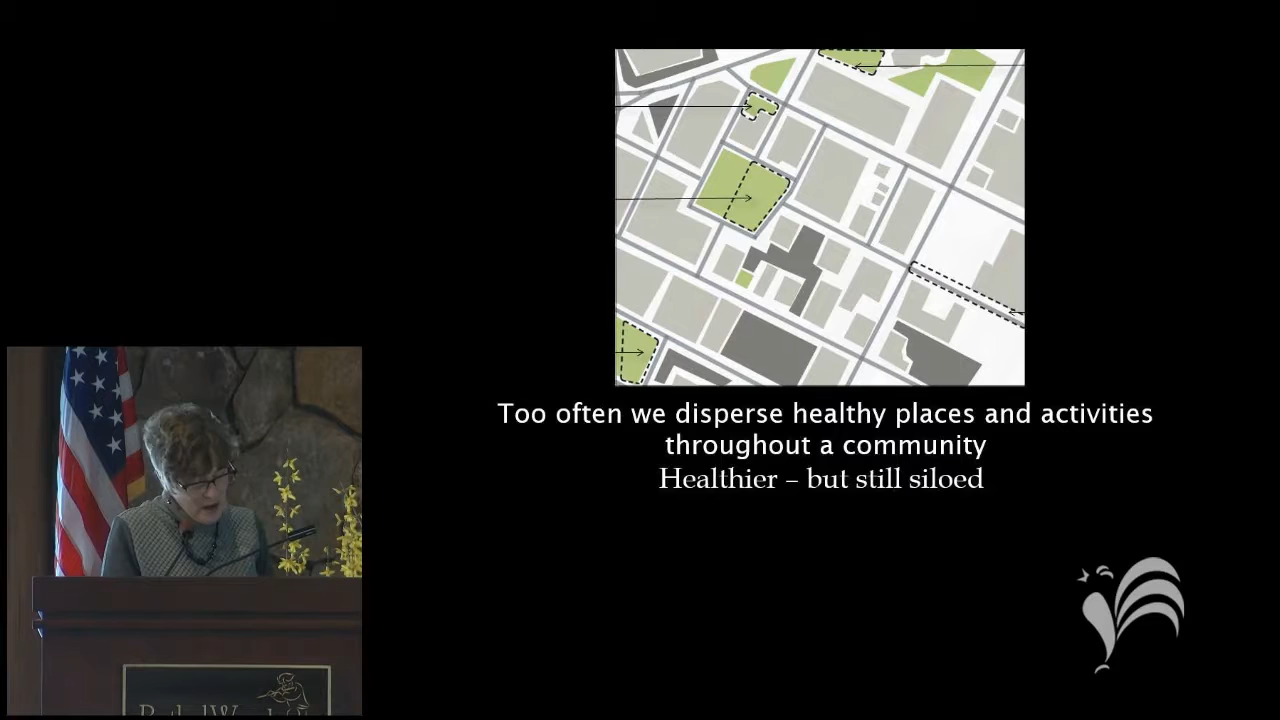 Too often we disperse healthy places and activities
throughout a community
Healthier – but still siloed